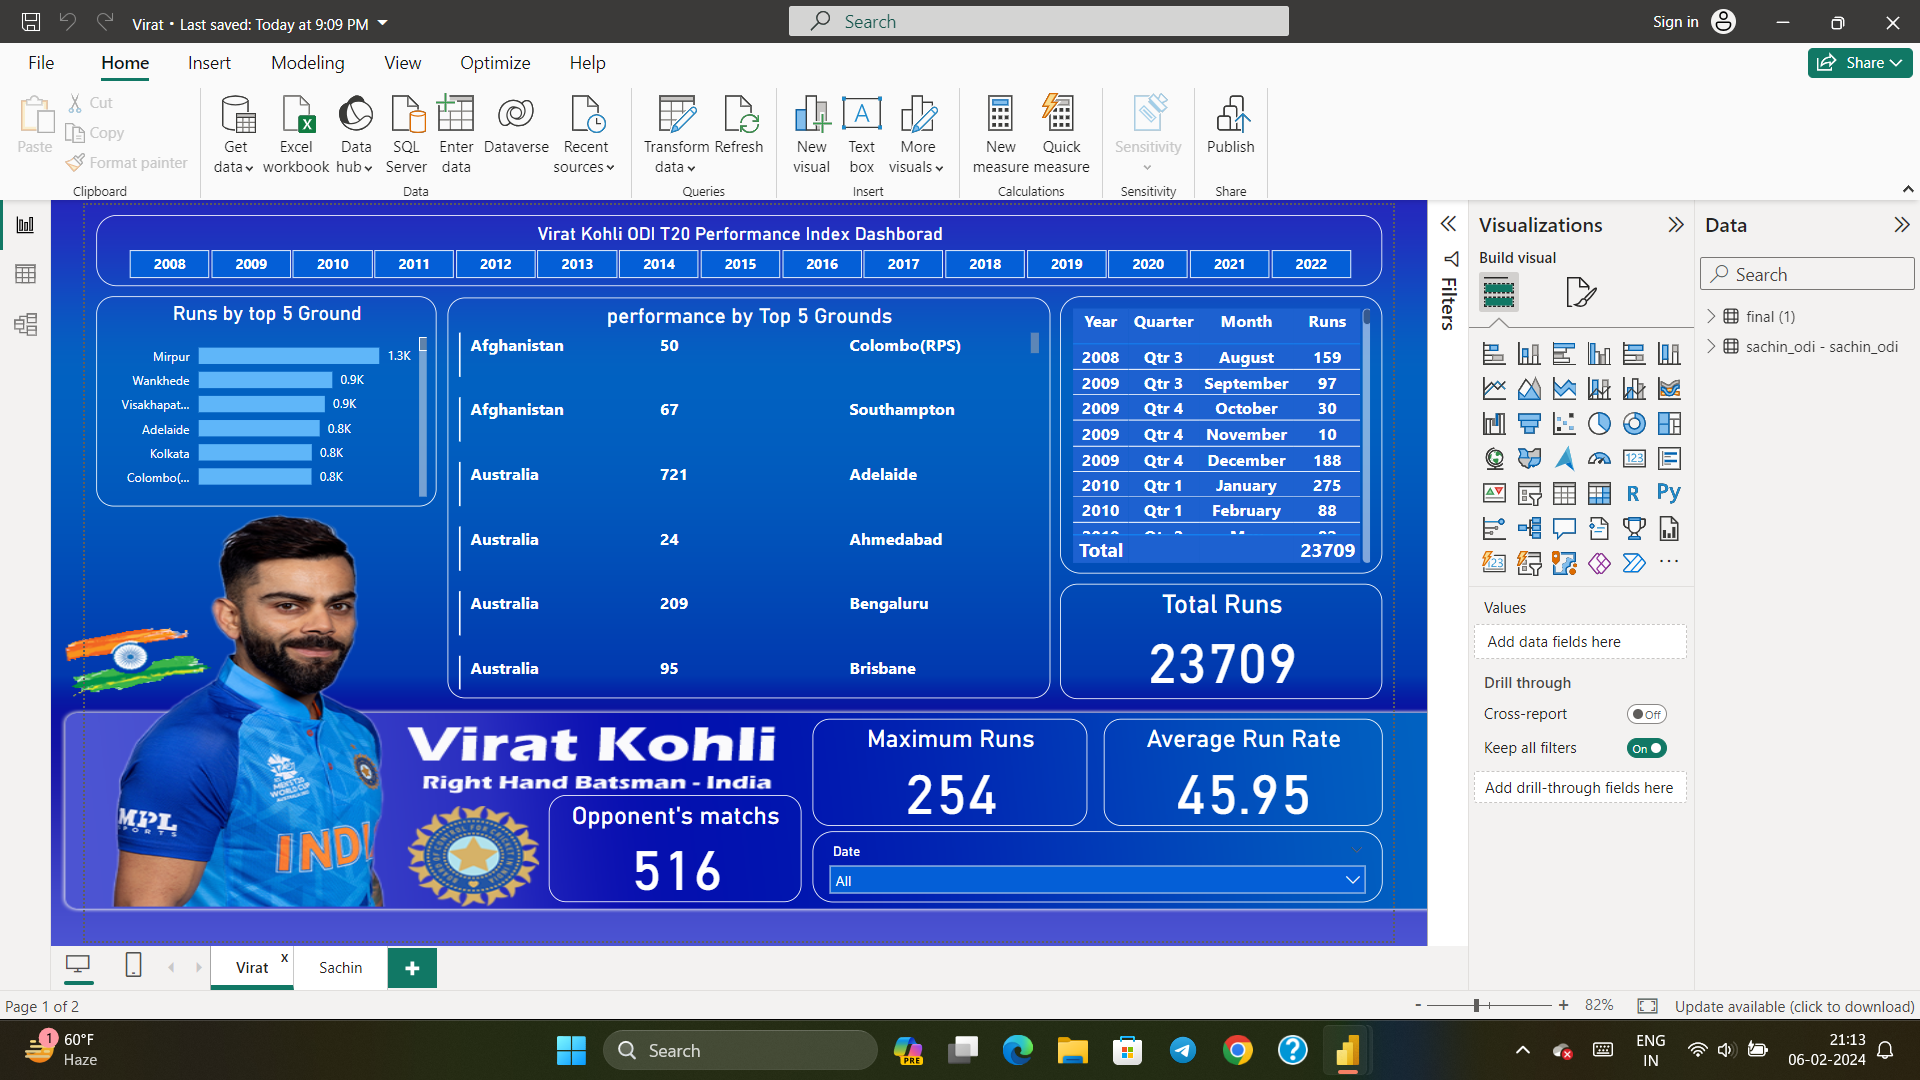 Virat • Last saved: Today at 9:09 PM
Search
Sign in
File
Home
Insert
Modeling
View
Optimize
Help
Share
Paste
Cut
Copy
Format painter
Clipboard
Get data
Excel workbook
Data hub
SQL Server
Enter data
Dataverse
Recent sources
Data
Transform data
Refresh
Queries
New visual
Text box
More visuals
Insert
New measure
Quick measure
Calculations
Sensitivity
Sensitivity
Publish
Share
Virat Kohli ODI T20 Performance Index Dashborad
2008 2009 2010 2011 2012 2013 2014 2015 2016 2017 2018 2019 2020 2021 2022
Runs by top 5 Ground
Mirpur 1.3K
Wankhede 0.9K
Visakhapat... 0.9K
Adelaide 0.8K
Kolkata 0.8K
Colombo(... 0.8K
performance by Top 5 Grounds
Afghanistan 50 Colombo(RPS)
Afghanistan 67 Southampton
Australia 721 Adelaide
Australia 24 Ahmedabad
Australia 209 Bengaluru
Australia 95 Brisbane
Year Quarter Month Runs
2008 Qtr 3 August 159
2009 Qtr 3 September 97
2009 Qtr 4 October 30
2009 Qtr 4 November 10
2009 Qtr 4 December 188
2010 Qtr 1 January 275
2010 Qtr 1 February 88
Total 23709
Total Runs
23709
Virat Kohli
Right Hand Batsman - India
MPL
SPORTS
INDI
Opponent's matchs
516
Maximum Runs
254
Average Run Rate
45.95
Date
All
Filters
Visualizations
Build visual
123
R
Py
123
Values
Add data fields here
Drill through
Cross-report Off
Keep all filters On
Add drill-through fields here
Data
Search
final (1)
sachin_odi - sachin_odi
Virat
x
Sachin
+
Page 1 of 2
- + 82%
Update available (click to download)
1
60°F
Haze
Search
PRE
ENG
IN
21:13
06-02-2024